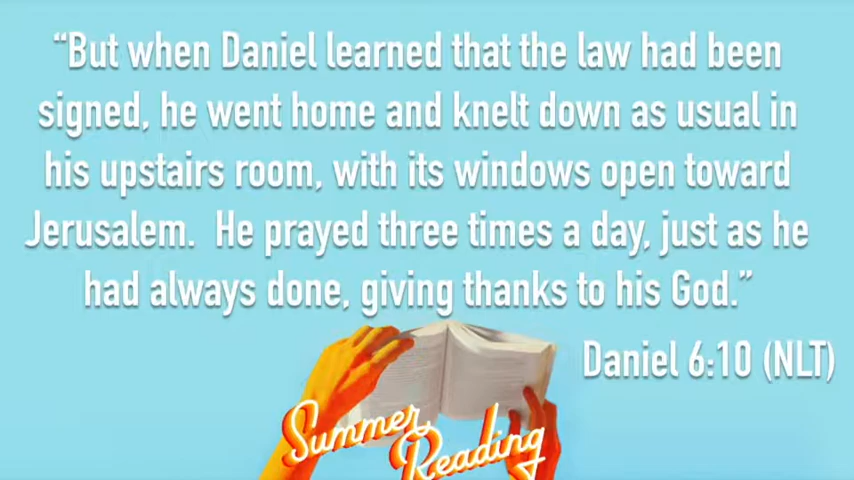 “But when Daniel learned that the law had been
signed, he went home and knelt down as usual in
his upstairs room, with its windows open toward
Jerusalem.  He prayed three times a day, just as he
had always done, giving thanks to his God.”
Daniel 6:10 (NLT)
Summer
Reading